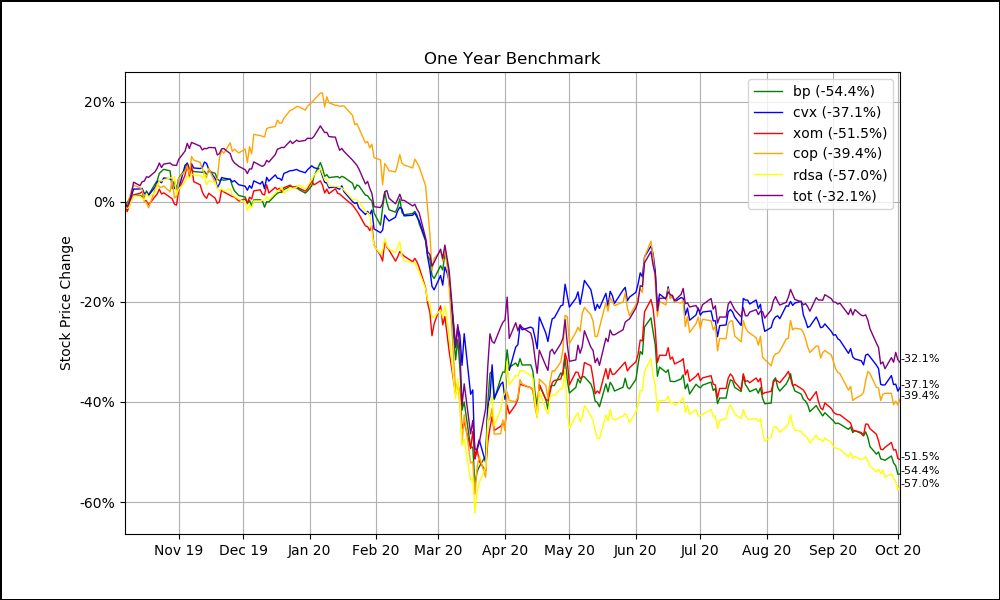 One Year Benchmark
bp (-54.4%)
cvx (-37.1%)
xom (-51.5%)
cop (-39.4%)
rdsa (-57.0%)
tot (-32.1%)
20%
0%
-20%
-40%
-60%
Stock Price Change
-32.1%
-37.1%
-39.4%
-51.5%
-54.4%
-57.0%
Nov 19 Dec 19 Jan 20 Feb 20 Mar 20 Apr 20 May 20 Jun 20 Jul 20 Aug 20 Sep 20 Oct 20